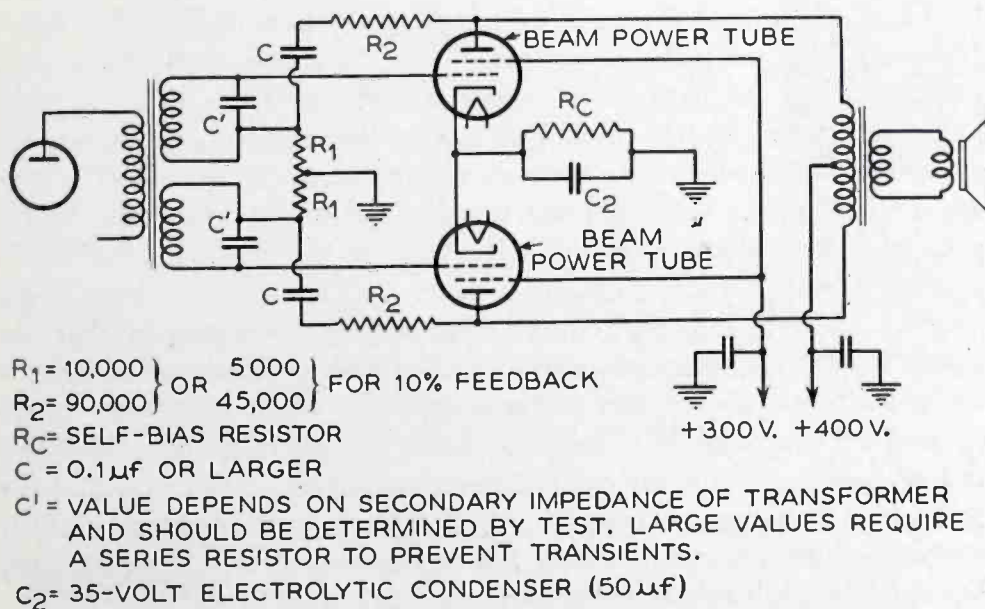 C
R2
BEAM POWER TUBE
C'
R1
RC
C2
R1
C'
μ
BEAM
POWER TUBE
C
R2
R1 = 10,000 } OR 5000 } FOR 10% FEEDBACK
R2 = 90,000 45,000
RC = SELF-BIAS RESISTOR
+300 V. +400 V.
C = 0.1 μf OR LARGER
C' = VALUE DEPENDS ON SECONDARY IMPEDANCE OF TRANSFORMER
AND SHOULD BE DETERMINED BY TEST. LARGE VALUES REQUIRE
A SERIES RESISTOR TO PREVENT TRANSIENTS.
C2 = 35-VOLT ELECTROLYTIC CONDENSER (50 μf)